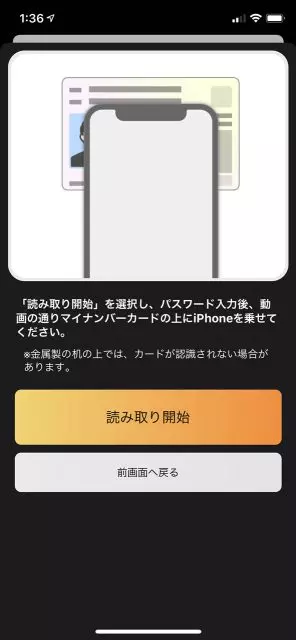 1:36
「読み取り開始」を選択し、パスワード入力後、動
画の通りマイナンバーカードの上にiPhoneを乗せて
ください。
※金属製の机の上では、カードが認識されない場合が
あります。
読み取り開始
前画面へ戻る